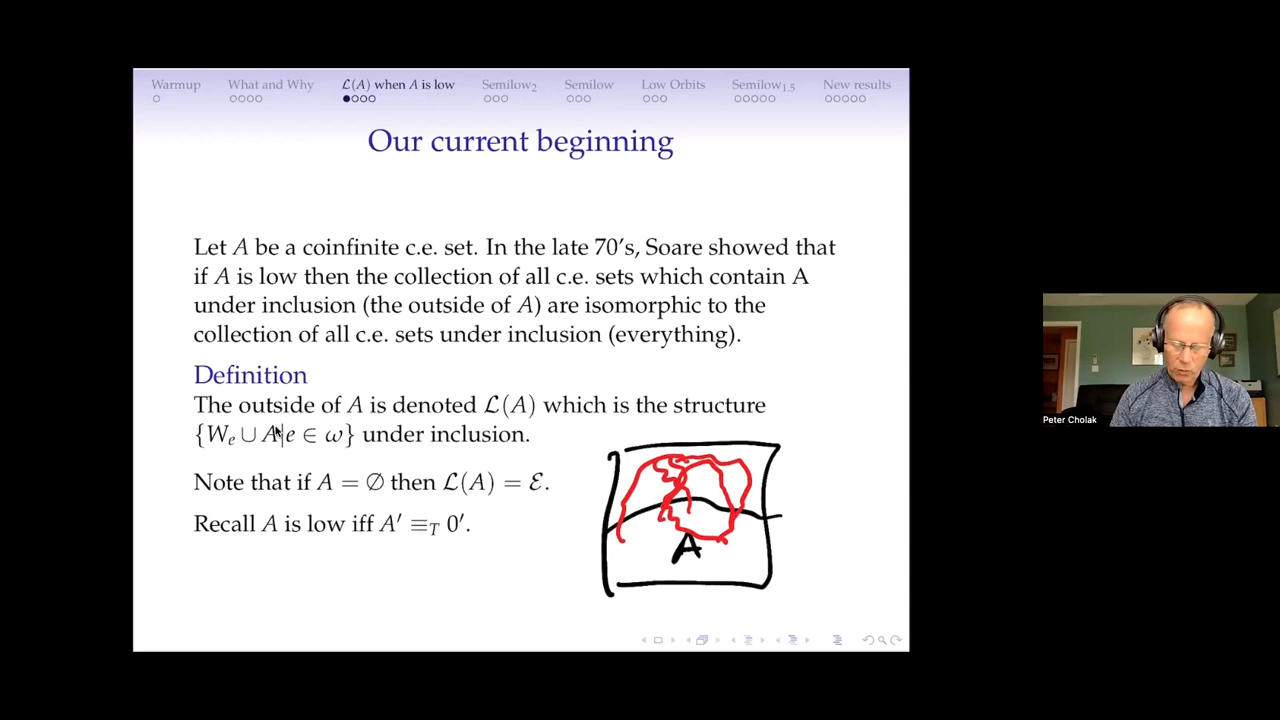 Warmup What and Why ℒ(A) when A is low Semilow₂ Semilow Low Orbits Semilow₁.₅ New results
Our current beginning
Let A be a coinfinite c.e. set. In the late 70's, Soare showed that
if A is low then the collection of all c.e. sets which contain A
under inclusion (the outside of A) are isomorphic to the
collection of all c.e. sets under inclusion (everything).
Definition
The outside of A is denoted ℒ(A) which is the structure
{Wₑ ∪ A|e ∈ ω} under inclusion.
Note that if A = ∅ then ℒ(A) = ℰ.
Recall A is low iff A′ ≡_T 0′.
A
Peter Cholak